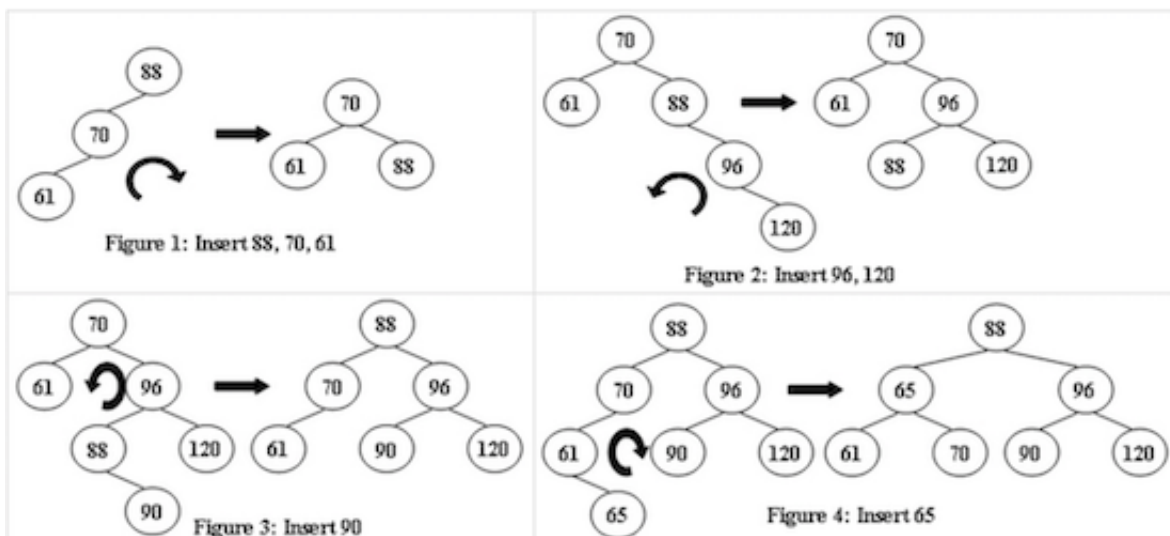 88
70
70
61
61 88
Figure 1: Insert 88, 70, 61
70 70
61 88 61 96
96 88 120
120
Figure 2: Insert 96, 120
70 88
61 96 70 96
88 120 61 90 120
90
Figure 3: Insert 90
88 88
70 96 65 96
61 90 120 61 70 90 120
65
Figure 4: Insert 65